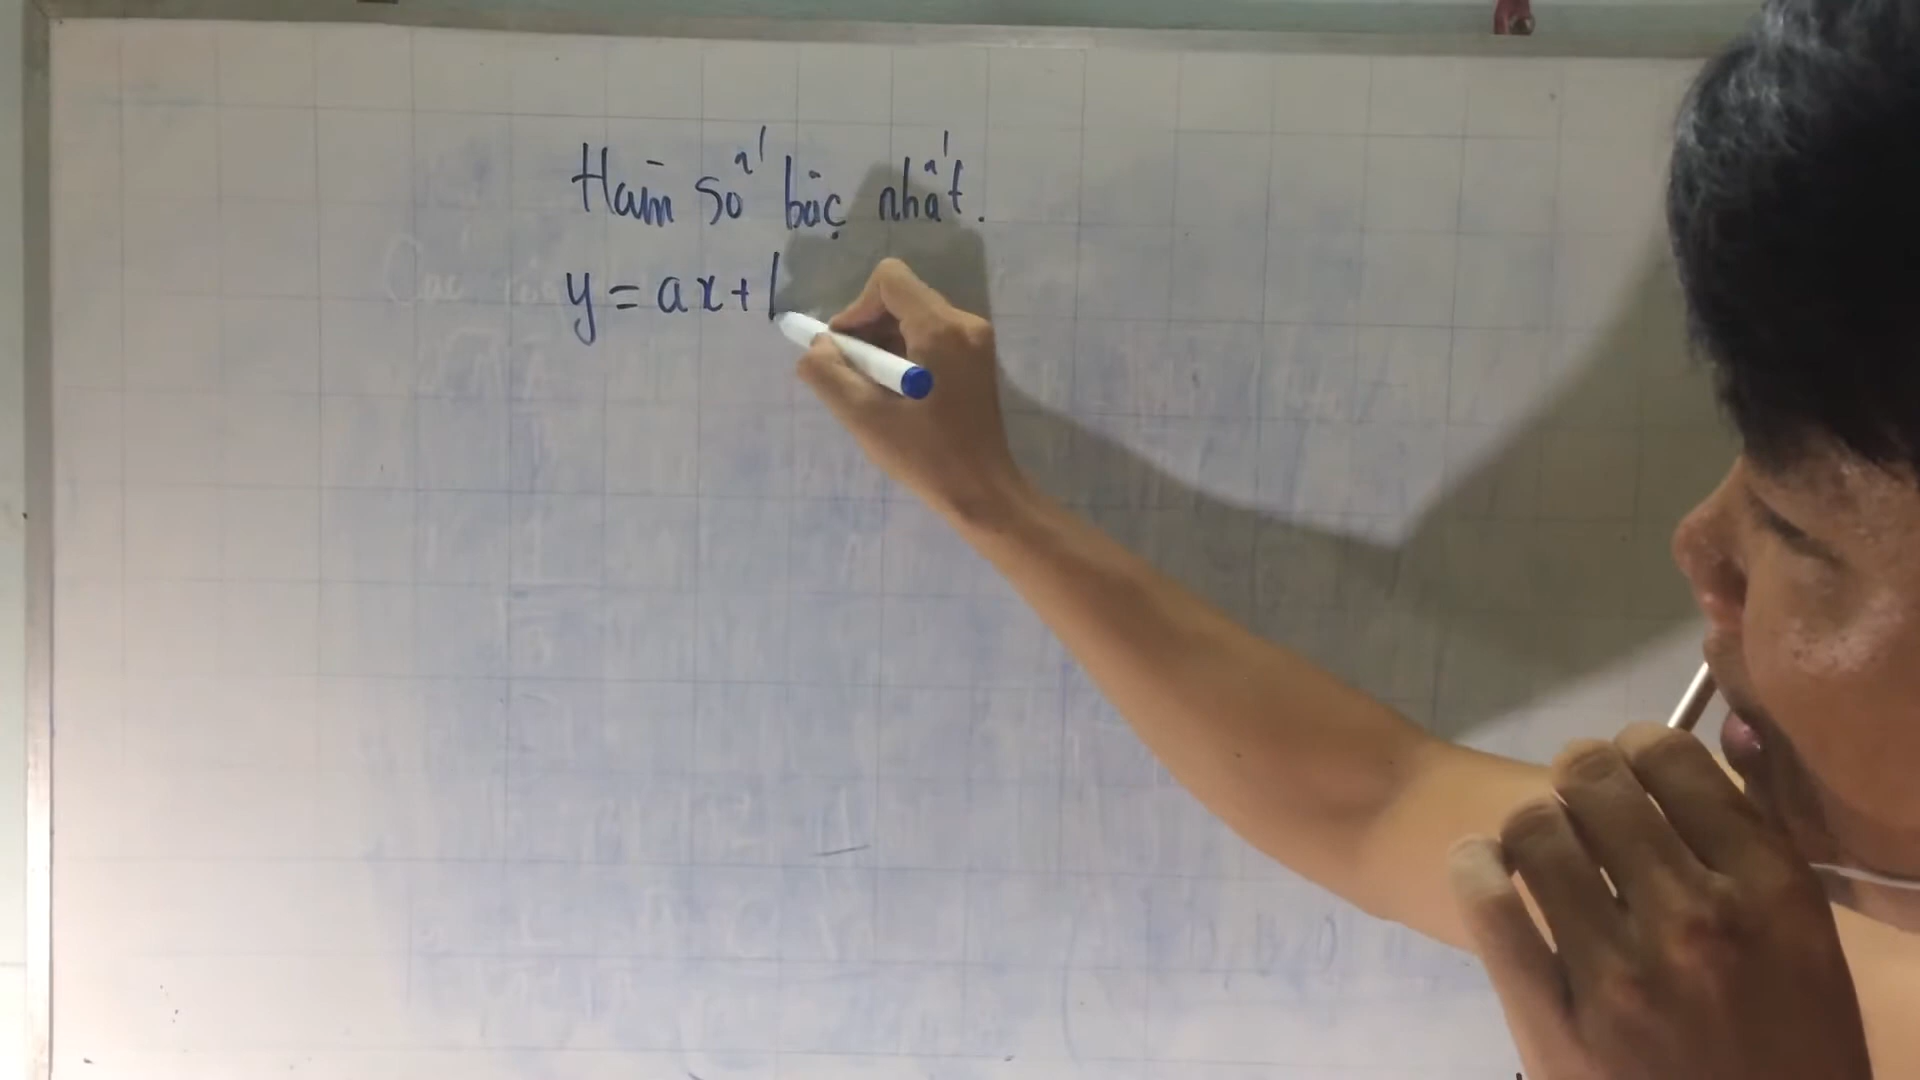 Hàm số bậc nhất.
y = ax +